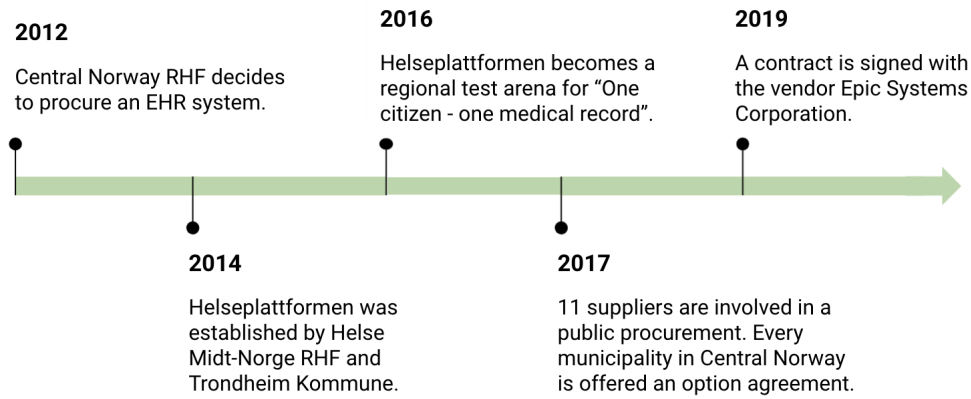 2012
Central Norway RHF decides
to procure an EHR system.
2014
Helseplattformen was
established by Helse
Midt-Norge RHF and
Trondheim Kommune.
2016
Helseplattformen becomes a
regional test arena for “One
citizen - one medical record”.
2017
11 suppliers are involved in a
public procurement. Every
municipality in Central Norway
is offered an option agreement.
2019
A contract is signed with
the vendor Epic Systems
Corporation.